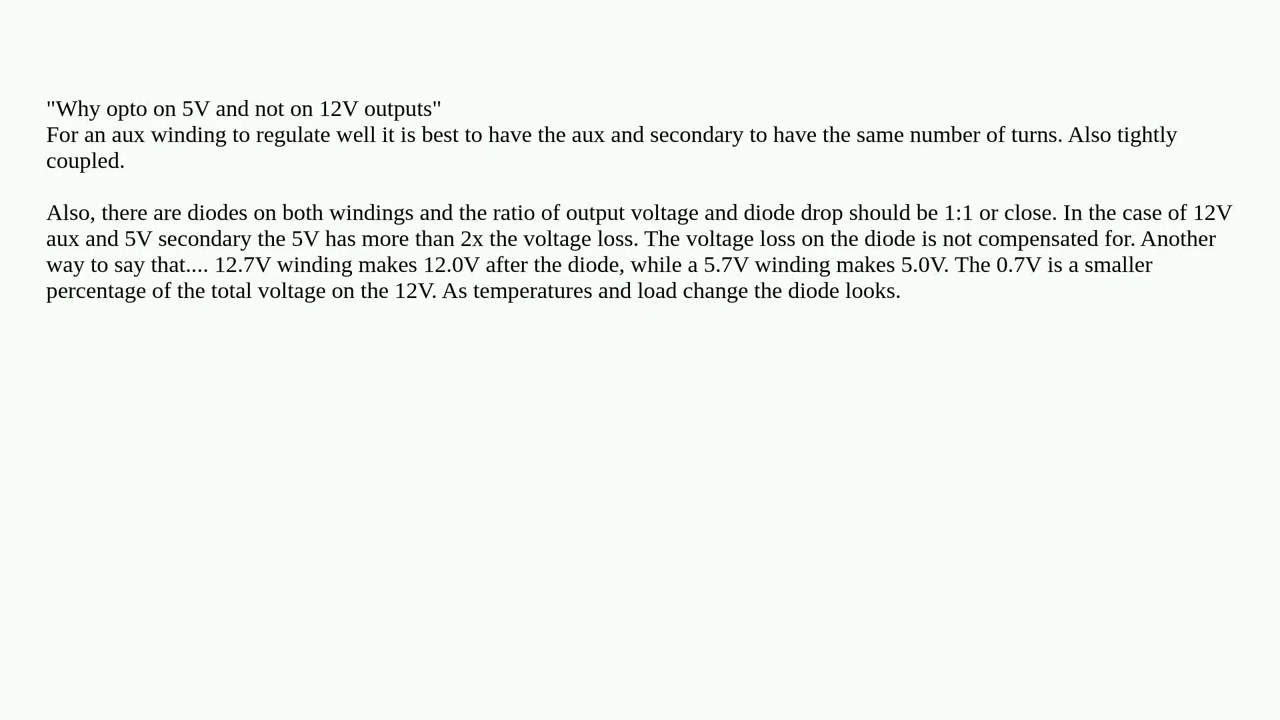 "Why opto on 5V and not on 12V outputs"
For an aux winding to regulate well it is best to have the aux and secondary to have the same number of turns. Also tightly
coupled.
Also, there are diodes on both windings and the ratio of output voltage and diode drop should be 1:1 or close. In the case of 12V
aux and 5V secondary the 5V has more than 2x the voltage loss. The voltage loss on the diode is not compensated for. Another
way to say that.... 12.7V winding makes 12.0V after the diode, while a 5.7V winding makes 5.0V. The 0.7V is a smaller
percentage of the total voltage on the 12V. As temperatures and load change the diode looks.